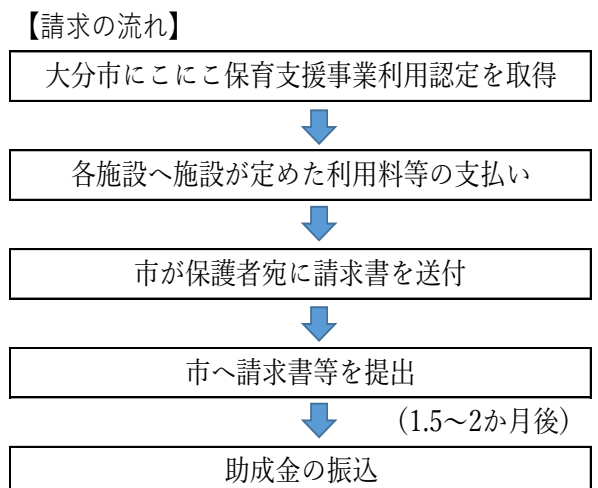 【請求の流れ】
大分市にこにこ保育支援事業利用認定を取得
各施設へ施設が定めた利用料等の支払い
市が保護者宛に請求書を送付
市へ請求書等を提出
（1.5～2か月後）
助成金の振込